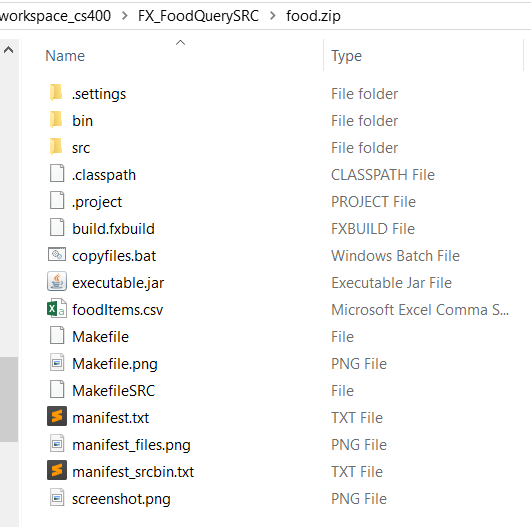 workspace_cs400 > FX_FoodQuerySRC > food.zip
Name Type
.settings File folder
bin File folder
src File folder
.classpath CLASSPATH File
.project PROJECT File
build.fxbuild FXBUILD File
copyfiles.bat Windows Batch File
executable.jar Executable Jar File
foodItems.csv Microsoft Excel Comma S...
Makefile File
Makefile.png PNG File
MakefileSRC File
manifest.txt TXT File
manifest_files.png PNG File
manifest_srcbin.txt TXT File
screenshot.png PNG File